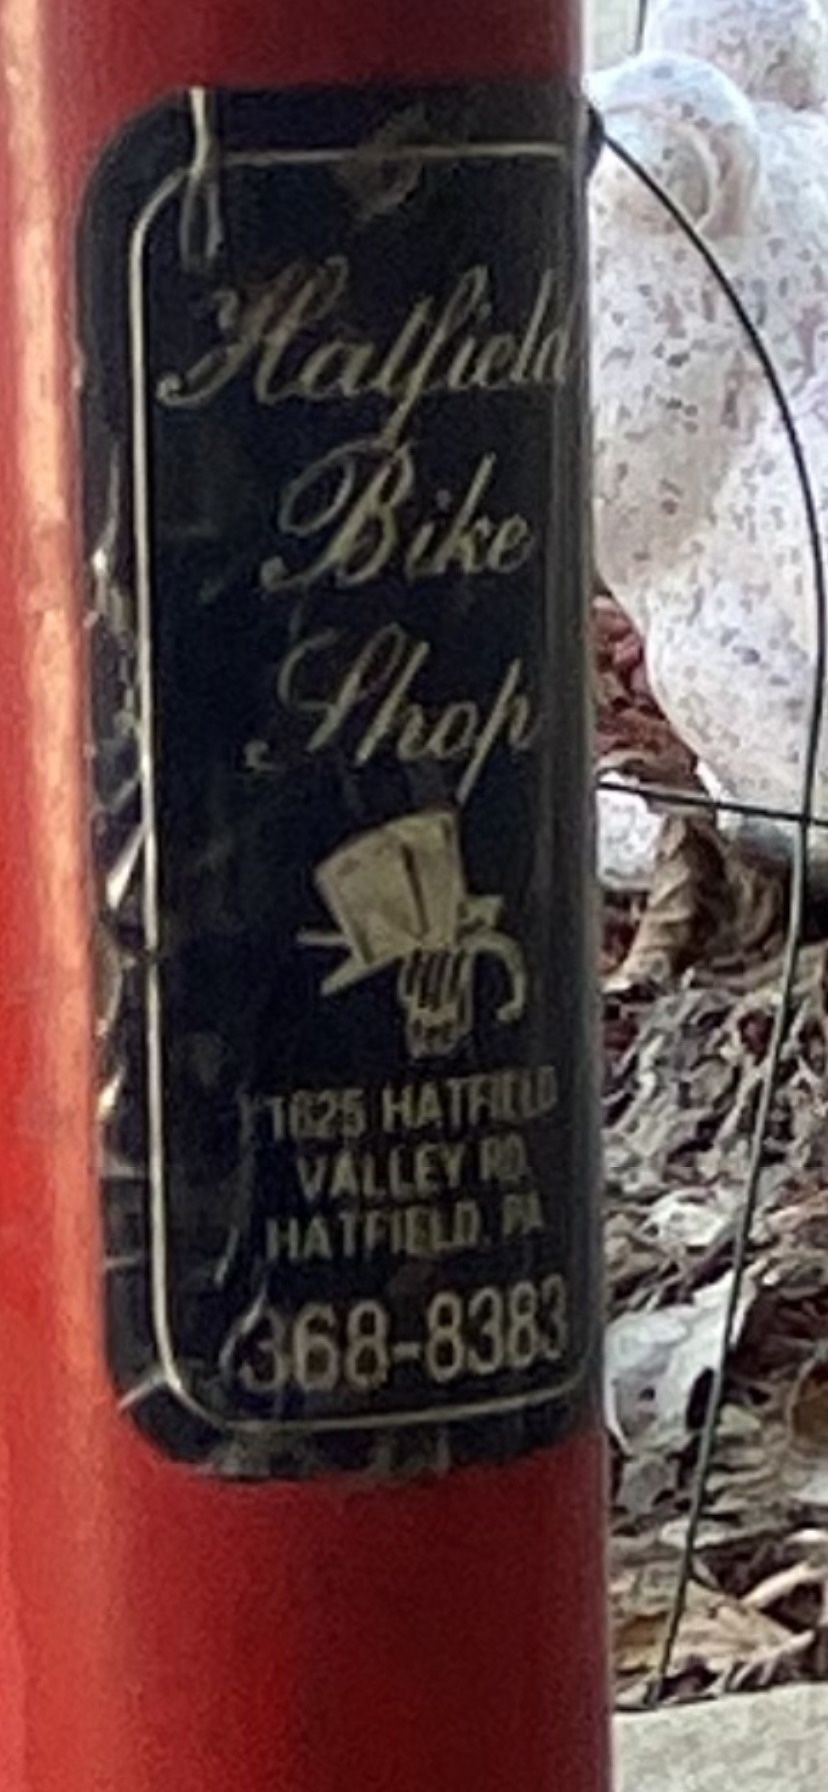 Hatfield
Bike
Shop
1625 HATFIELD
VALLEY RD.
HATFIELD, PA
368-8383